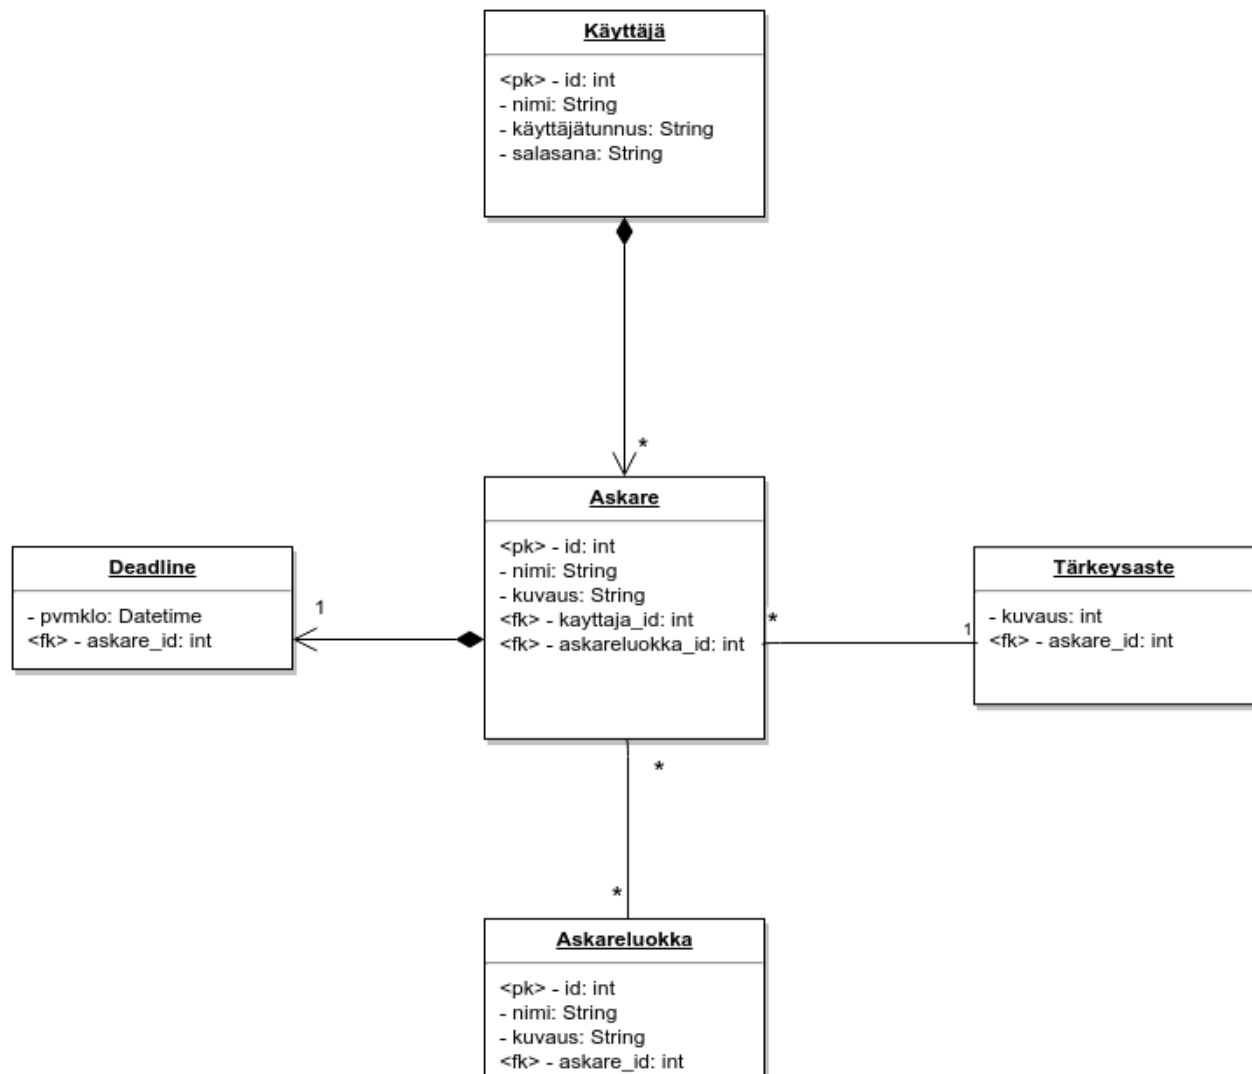 Käyttäjä
<pk> - id: int
- nimi: String
- käyttäjätunnus: String
- salasana: String
*
Askare
<pk> - id: int
- nimi: String
- kuvaus: String
<fk> - kayttaja_id: int
<fk> - askareluokka_id: int
Deadline
- pvmklo: Datetime
<fk> - askare_id: int
1
*
1
Tärkeysaste
- kuvaus: int
<fk> - askare_id: int
*
*
Askareluokka
<pk> - id: int
- nimi: String
- kuvaus: String
<fk> - askare_id: int